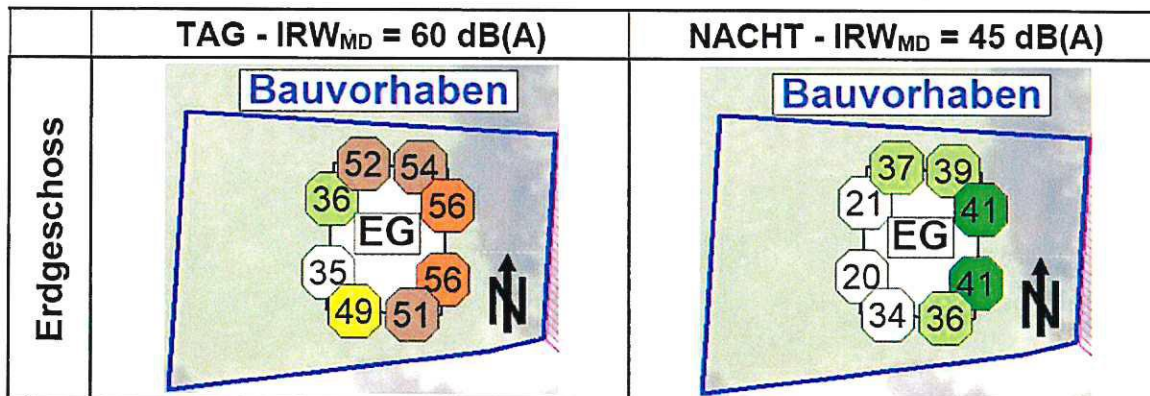 TAG - IRWMD = 60 dB(A)
NACHT - IRWMD = 45 dB(A)
Erdgeschoss
Bauvorhaben
52 54
36 56
EG
35 56
49 51
N
Bauvorhaben
37 39
21 41
EG
20 41
34 36
N